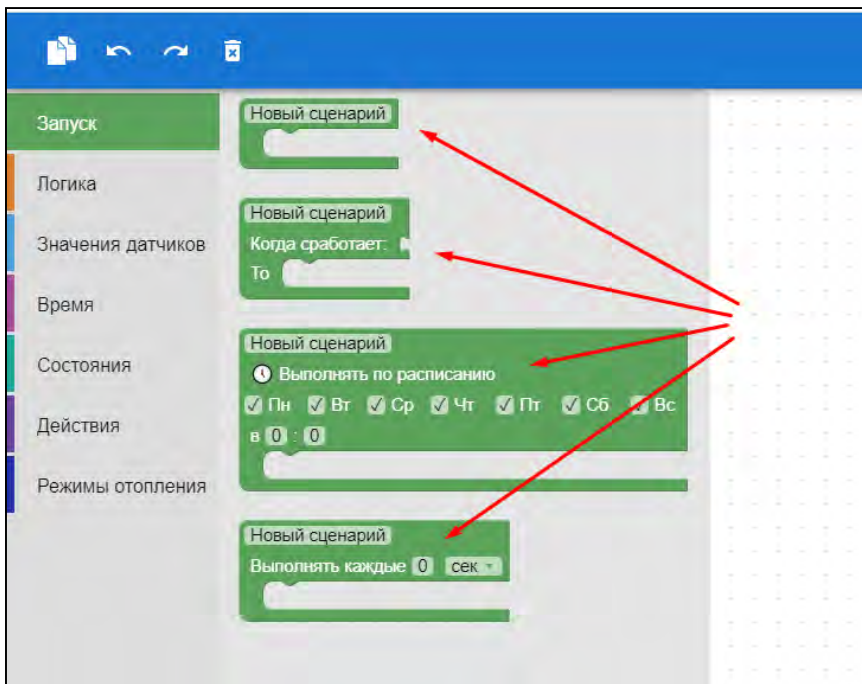 Запуск
Логика
Значения датчиков
Время
Состояния
Действия
Режимы отопления
Новый сценарий
Новый сценарий
Когда сработает:
То
Новый сценарий
Выполнять по расписанию
Пн Вт Ср Чт Пт Сб Вс
в 0 : 0
Новый сценарий
Выполнять каждые 0 сек